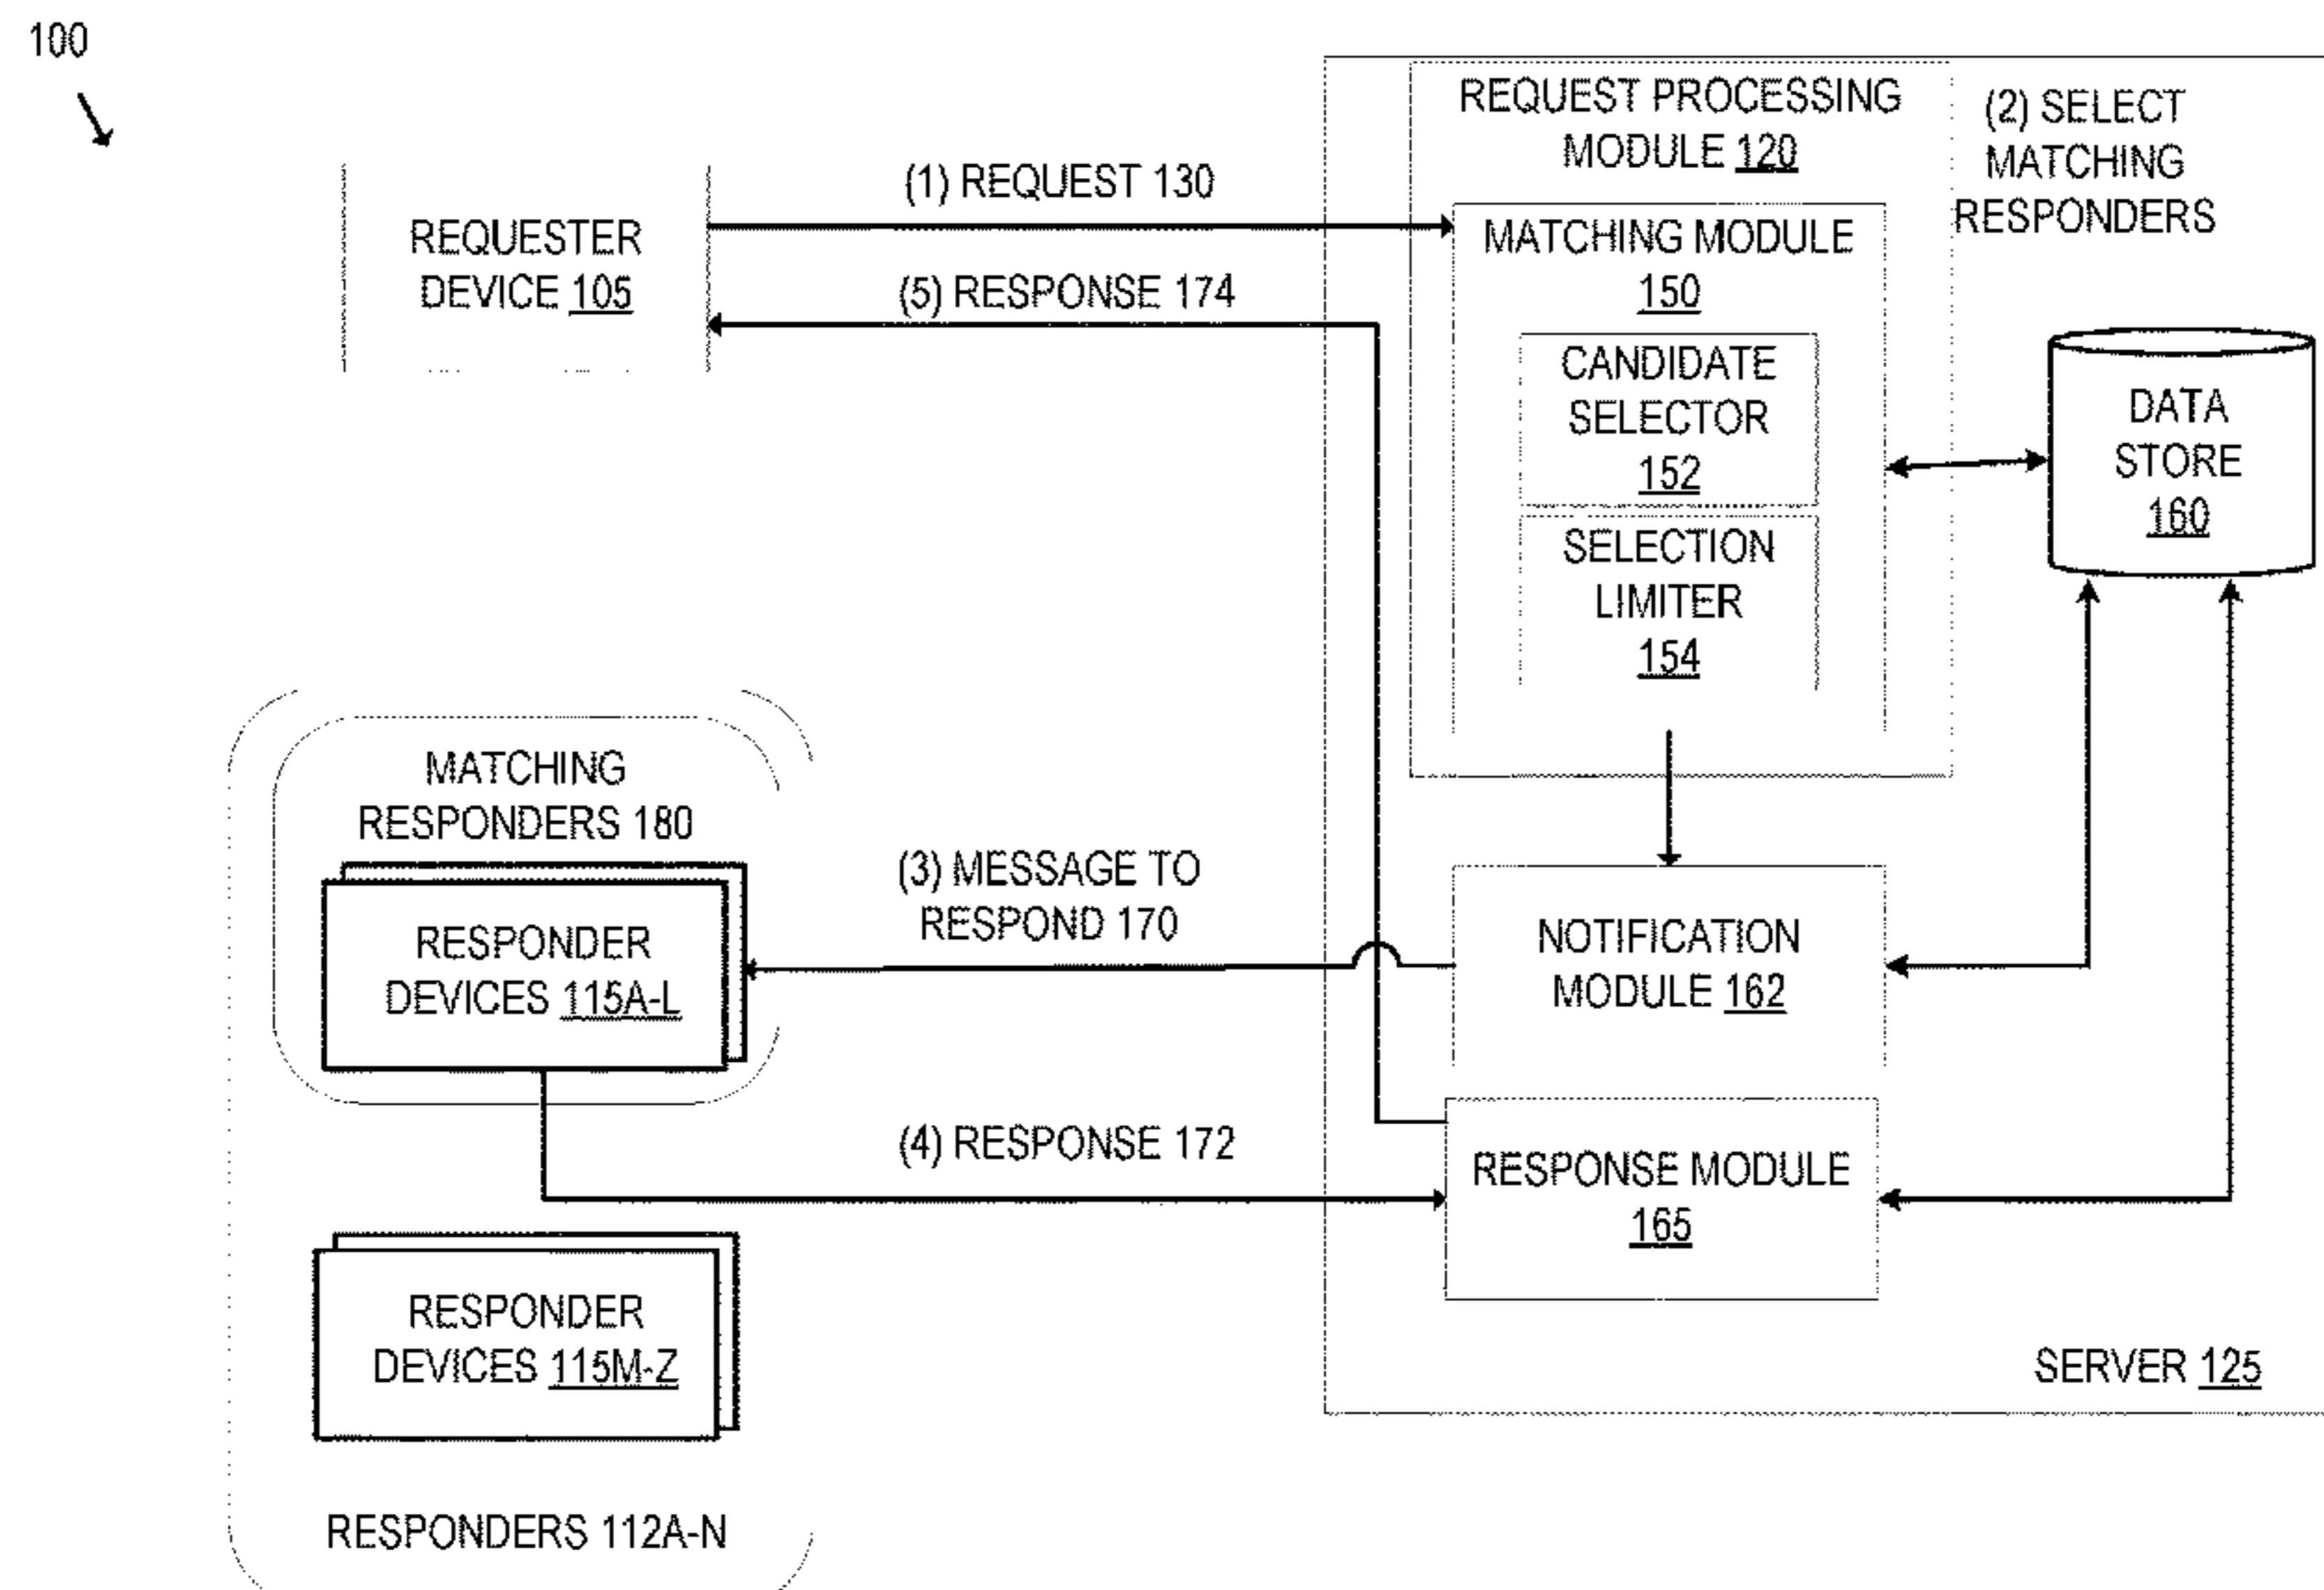 100
REQUESTER
DEVICE 105
(1) REQUEST 130
(5) RESPONSE 174
REQUEST PROCESSING
MODULE 120
(2) SELECT
MATCHING
RESPONDERS
MATCHING MODULE
150
CANDIDATE
SELECTOR
152
SELECTION
LIMITER
154
DATA
STORE
160
MATCHING
RESPONDERS 180
RESPONDER
DEVICES 115A-L
(3) MESSAGE TO
RESPOND 170
NOTIFICATION
MODULE 162
(4) RESPONSE 172
RESPONSE MODULE
165
RESPONDER
DEVICES 115M-Z
SERVER 125
RESPONDERS 112A-N